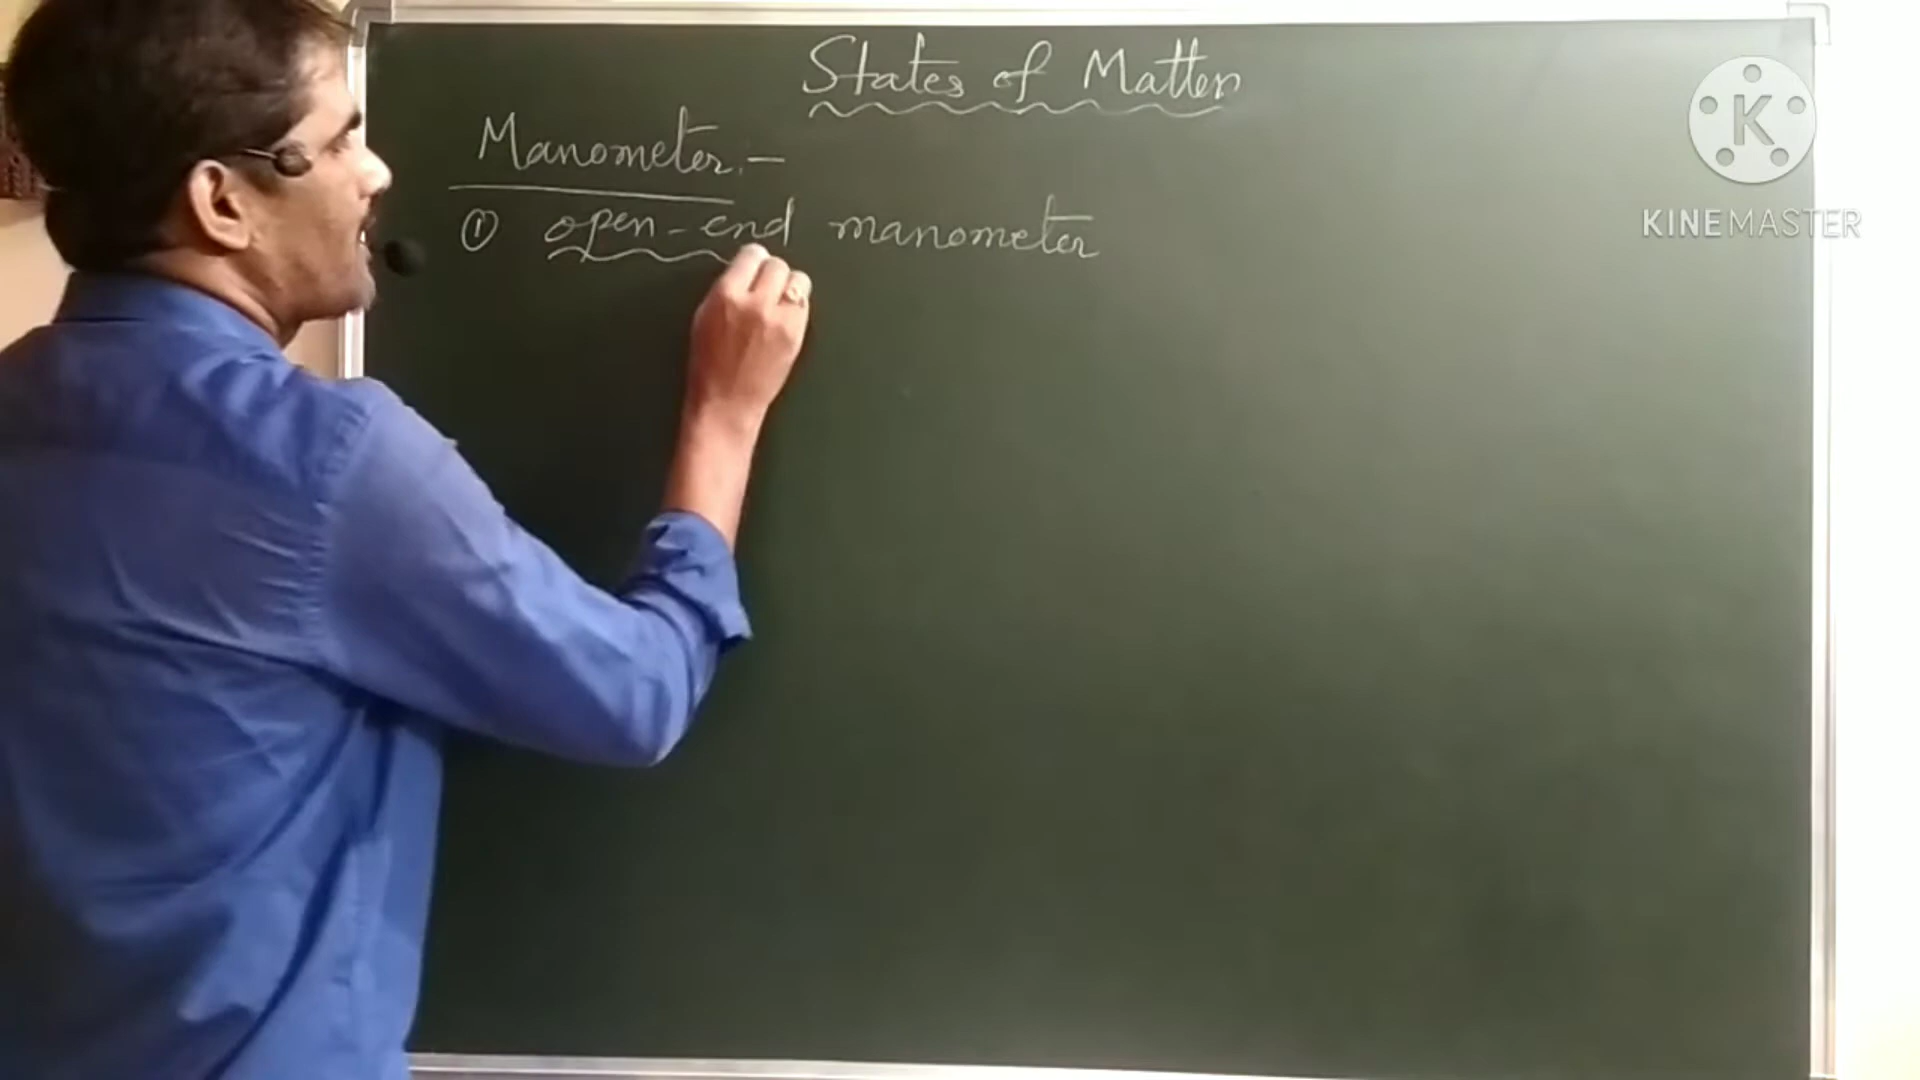 States of Matter
Manometer:-
① open-end manometer
K
KINEMASTER